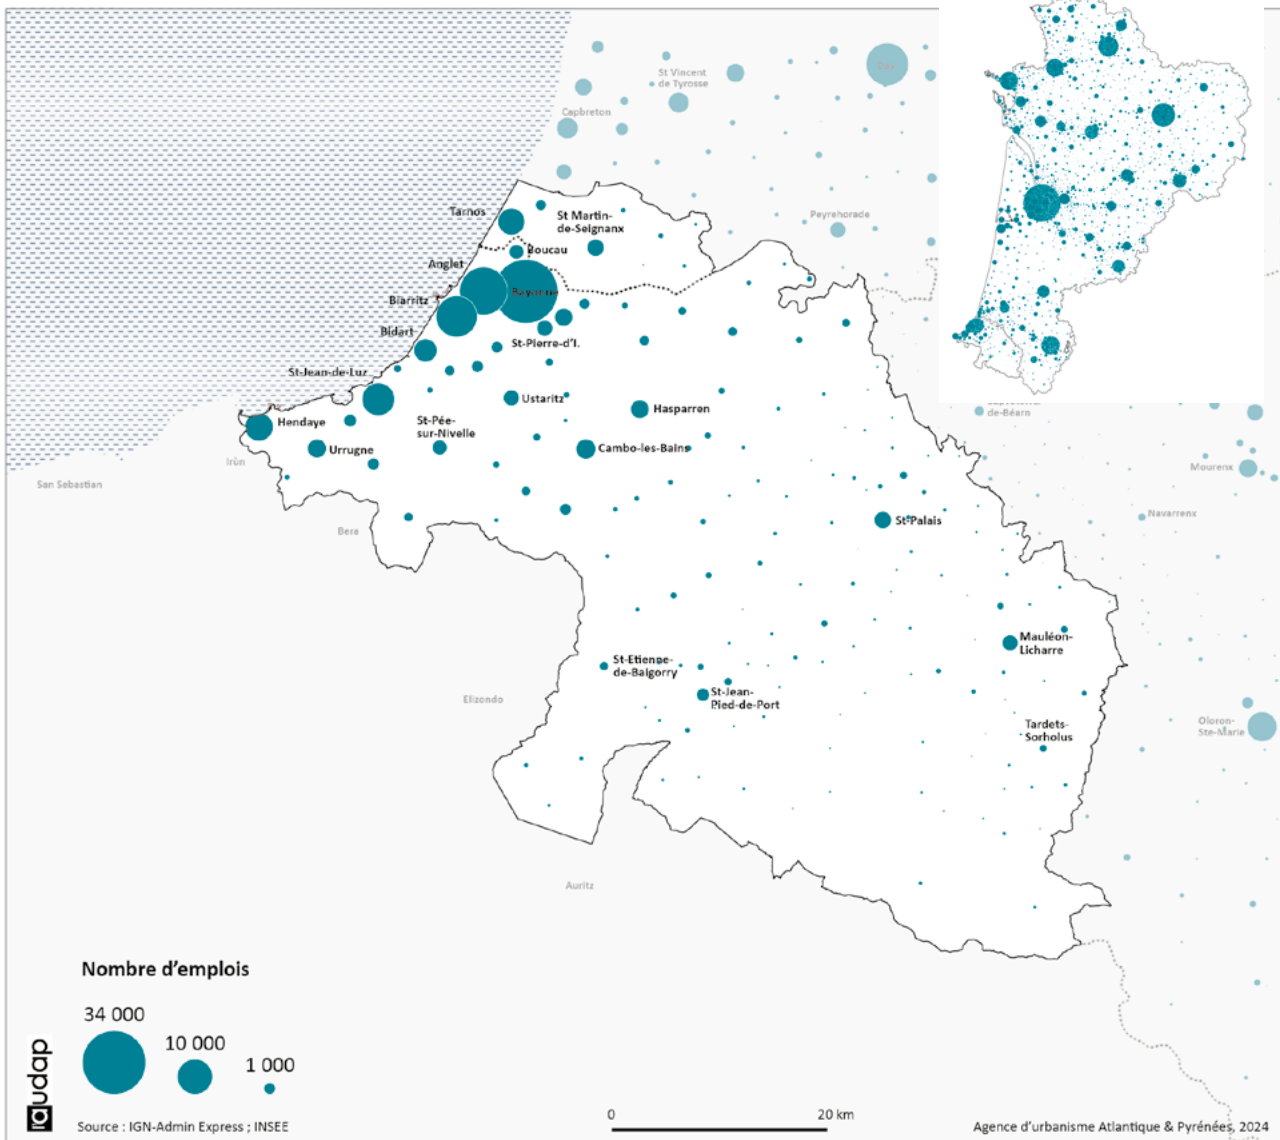 St Vincent
de Tyrosse
Capbreton
Peyrehorade
Tarnos
St Martin-
de-Seignanx
Boucau
Anglet
Bayonne
Biarritz
Bidart
St-Pierre-d'I.
St-Jean-de-Luz
Ustaritz
Hasparren
Hendaye
St-Pée-
sur-Nivelle
Urrugne
Cambo-les-Bains
Irùn
San Sebastian
de-Béarn
Mourenx
Navarrenx
Bere
St-Palais
Mauléon-
Licharre
St-Etienne-
de-Baigorry
St-Jean-
Pied-de-Port
Elizondo
Tardets-
Sorholus
Oloron-
Ste-Marie
Auritz
Nombre d'emplois
34 000
10 000
1 000
audap
Source : IGN-Admin Express ; INSEE
0
20 km
Agence d'urbanisme Atlantique & Pyrénées, 2024